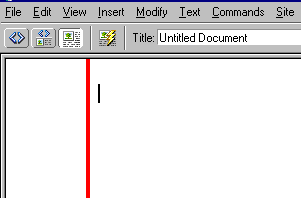 File Edit View Insert Modify Text Commands Site
Title: Untitled Document